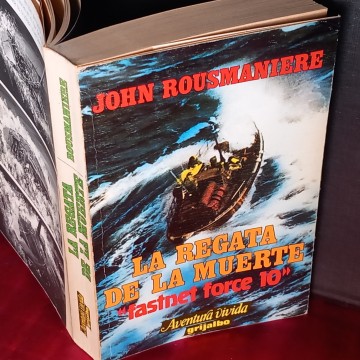 JOHN ROUSMANIERE
LA REGATA
DE LA MUERTE
"fastnet force 10"
Aventura vivida
grijalbo
ROUSMANIERE
LA REGATA
DE LA MUERTE